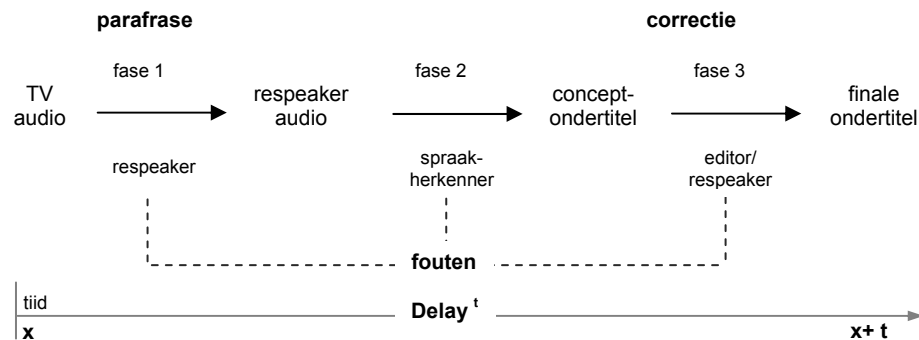 parafrase
correctie
fase 1
fase 2
fase 3
TV
audio
respeaker
audio
concept-
ondertitel
finale
ondertitel
respeaker
spraak-
herkenner
editor/
respeaker
fouten
tiid
Delay t
x
x+ t